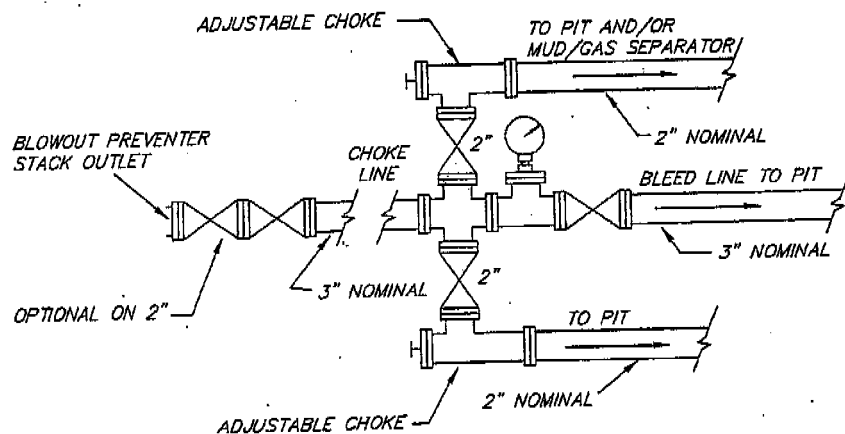 ADJUSTABLE CHOKE
TO PIT AND/OR
MUD/GAS SEPARATOR
2" NOMINAL
BLOWOUT PREVENTER
STACK OUTLET
CHOKE
LINE
2"
BLEED LINE TO PIT
3" NOMINAL
OPTIONAL ON 2"
3" NOMINAL
2"
TO PIT
2" NOMINAL
ADJUSTABLE CHOKE